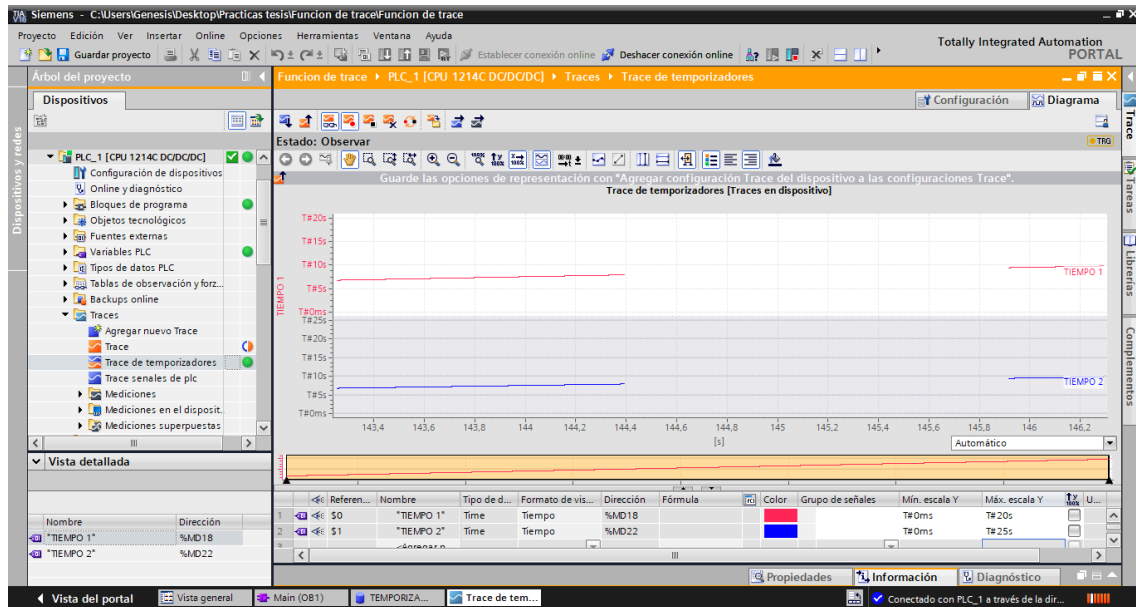 Siemens - C:\Users\Genesis\Desktop\Practicas tesis\Funcion de trace\Funcion de trace
Proyecto Edición Ver Insertar Online Opciones Herramientas Ventana Ayuda
Guardar proyecto Establecer conexión online Deshacer conexión online
Totally Integrated Automation
PORTAL
Árbol del proyecto
Funcion de trace PLC_1 [CPU 1214C DC/DC/DC] Traces Trace de temporizadores
Dispositivos
Configuración Diagrama
Estado: Observar
TRG
Guarde las opciones de representación con "Agregar configuración Trace del dispositivo a las configuraciones Trace".
Trace de temporizadores [Traces en dispositivo]
Dispositivos y redes
PLC_1 [CPU 1214C DC/DC/DC]
Configuración de dispositivos
Online y diagnóstico
Bloques de programa
Objetos tecnológicos
Fuentes externas
Variables PLC
Tipos de datos PLC
Tablas de observación y forz...
Backups online
Traces
Agregar nuevo Trace
Trace
Trace de temporizadores
Trace senales de plc
Mediciones
Mediciones en el disposit.
Mediciones superpuestas
Vista detallada
Nombre Dirección
"TIEMPO 1" %MD18
"TIEMPO 2" %MD22
TIEMPO 1
T#20s
T#15s
T#10s
T#5s
T#0ms
TIEMPO 1
T#25s
T#20s
T#15s
T#10s
T#5s
T#0ms
TIEMPO 2
143,4 143,6 143,8 144 144,2 144,4 144,6 144,8 145 145,2 145,4 145,6 145,8 146 146,2
[s]
Automático
Referen... Nombre Tipo de d... Formato de vis... Dirección Fórmula Color Grupo de señales Mín. escala Y Máx. escala Y U...
1 $0 "TIEMPO 1" Time Tiempo %MD18 T#0ms T#20s
2 $1 "TIEMPO 2" Time Tiempo %MD22 T#0ms T#25s
Propiedades Información Diagnóstico
Trace
Tareas
Librerías
Complementos
Vista del portal Vista general Main (OB1) TEMPORIZA... Trace de tem... Conectado con PLC_1 a través de la dir...